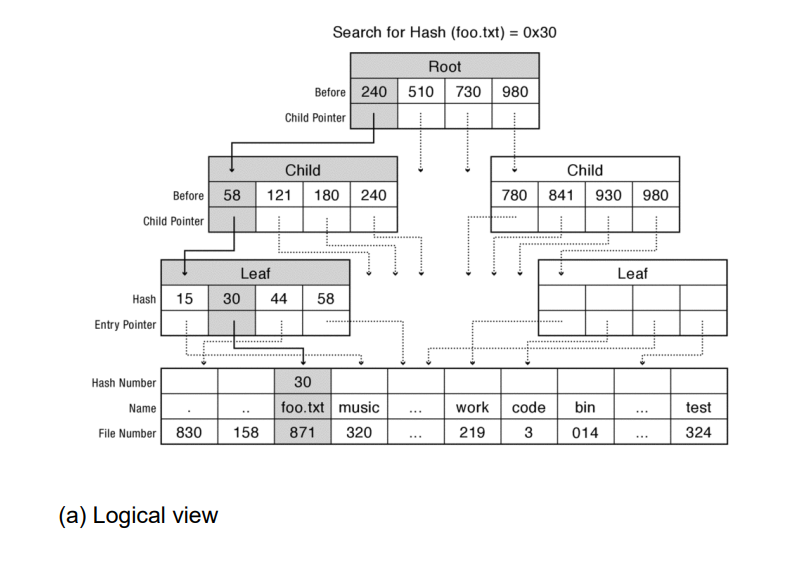 Search for Hash (foo.txt) = 0x30
Root
Before 240 510 730 980
Child Pointer
Child Child
Before 58 121 180 240 780 841 930 980
Child Pointer
Leaf Leaf
Hash 15 30 44 58
Entry Pointer
Hash Number 30
Name . .. foo.txt music ... work code bin ... test
File Number 830 158 871 320 ... 219 3 014 ... 324
(a) Logical view